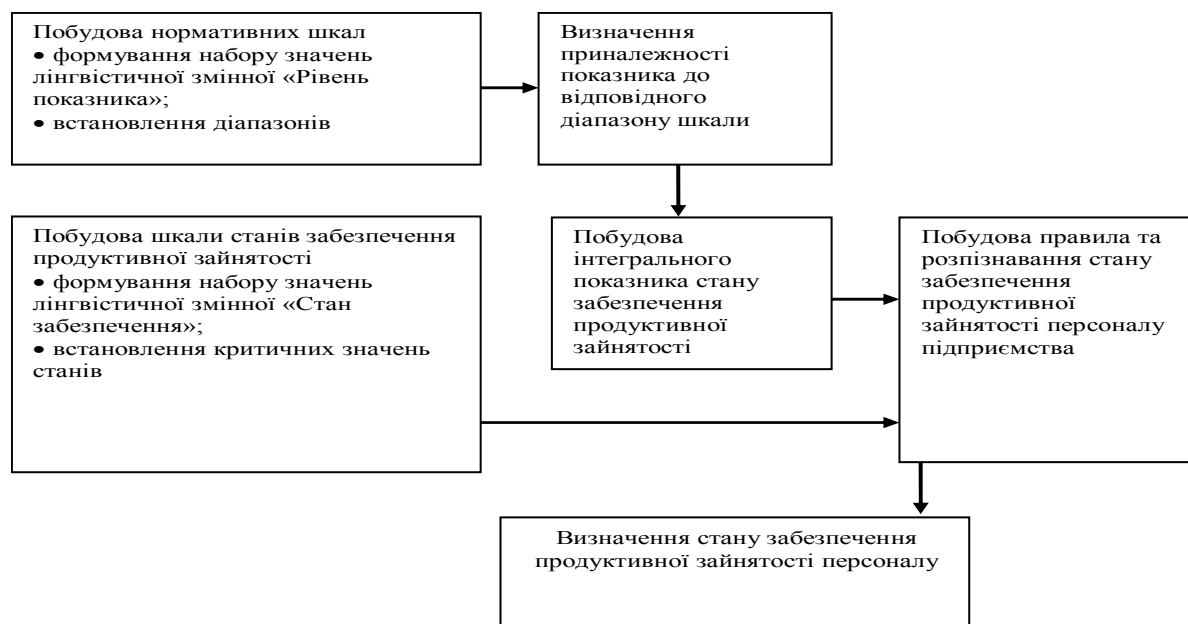 Побудова нормативних шкал
• формування набору значень
лінгвістичної змінної «Рівень
показника»;
• встановлення діапазонів
Визначення
приналежності
показника до
відповідного
діапазону шкали
Побудова шкали станів забезпечення
продуктивної зайнятості
• формування набору значень
лінгвістичної змінної «Стан
забезпечення»;
• встановлення критичних значень
станів
Побудова
інтегрального
показника стану
забезпечення
продуктивної
зайнятості
Побудова правила та
розпізнавання стану
забезпечення
продуктивної
зайнятості персоналу
підприємства
Визначення стану забезпечення
продуктивної зайнятості персоналу